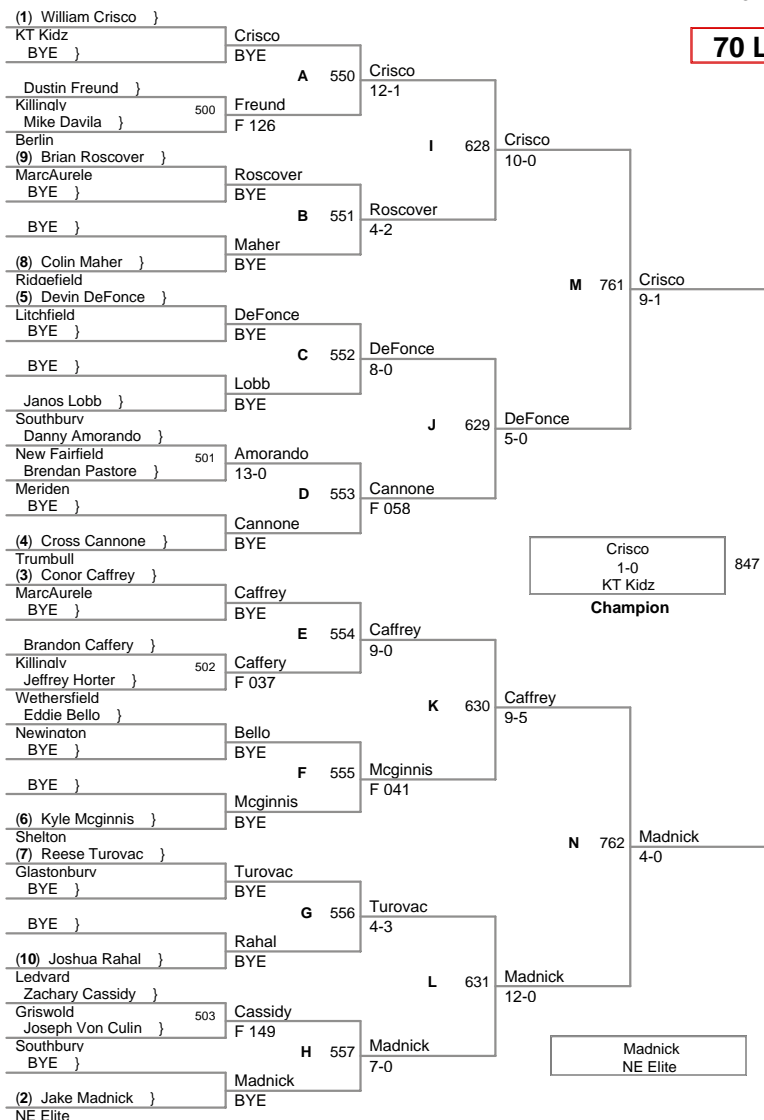 70 L
(1) William Crisco }
KT Kidz
BYE }
Dustin Freund }
Killingly
Mike Davila }
Berlin
(9) Brian Roscover }
MarcAurele
BYE }
BYE }
(8) Colin Maher }
Ridgefield
(5) Devin DeFonce }
Litchfield
BYE }
BYE }
Janos Lobb }
Southbury
Danny Amorando }
New Fairfield
Brendan Pastore }
Meriden
BYE }
(4) Cross Cannone }
Trumbull
(3) Conor Caffrey }
MarcAurele
BYE }
Brandon Caffery }
Killingly
Jeffrey Horter }
Wethersfield
Eddie Bello }
Newington
BYE }
BYE }
(6) Kyle Mcginnis }
Shelton
(7) Reese Turovac }
Glastonbury
BYE }
BYE }
(10) Joshua Rahal }
Ledyard
Zachary Cassidy }
Griswold
Joseph Von Culin }
Southbury
BYE }
(2) Jake Madnick }
NE Elite
500
501
502
503
Crisco
BYE
Freund
F 126
Roscover
BYE
Maher
BYE
DeFonce
BYE
Lobb
BYE
Amorando
13-0
Cannone
BYE
Caffrey
BYE
Caffery
F 037
Bello
BYE
Mcginnis
BYE
Turovac
BYE
Rahal
BYE
Cassidy
F 149
Madnick
BYE
A 550
B 551
C 552
D 553
E 554
F 555
G 556
H 557
Crisco
12-1
Roscover
4-2
DeFonce
8-0
Cannone
F 058
Caffrey
9-0
Mcginnis
F 041
Turovac
4-3
Madnick
7-0
I 628
J 629
K 630
L 631
Crisco
10-0
DeFonce
5-0
Caffrey
9-5
Madnick
12-0
M 761
N 762
Crisco
9-1
Madnick
4-0
Crisco
1-0
KT Kidz
847
Champion
Madnick
NE Elite